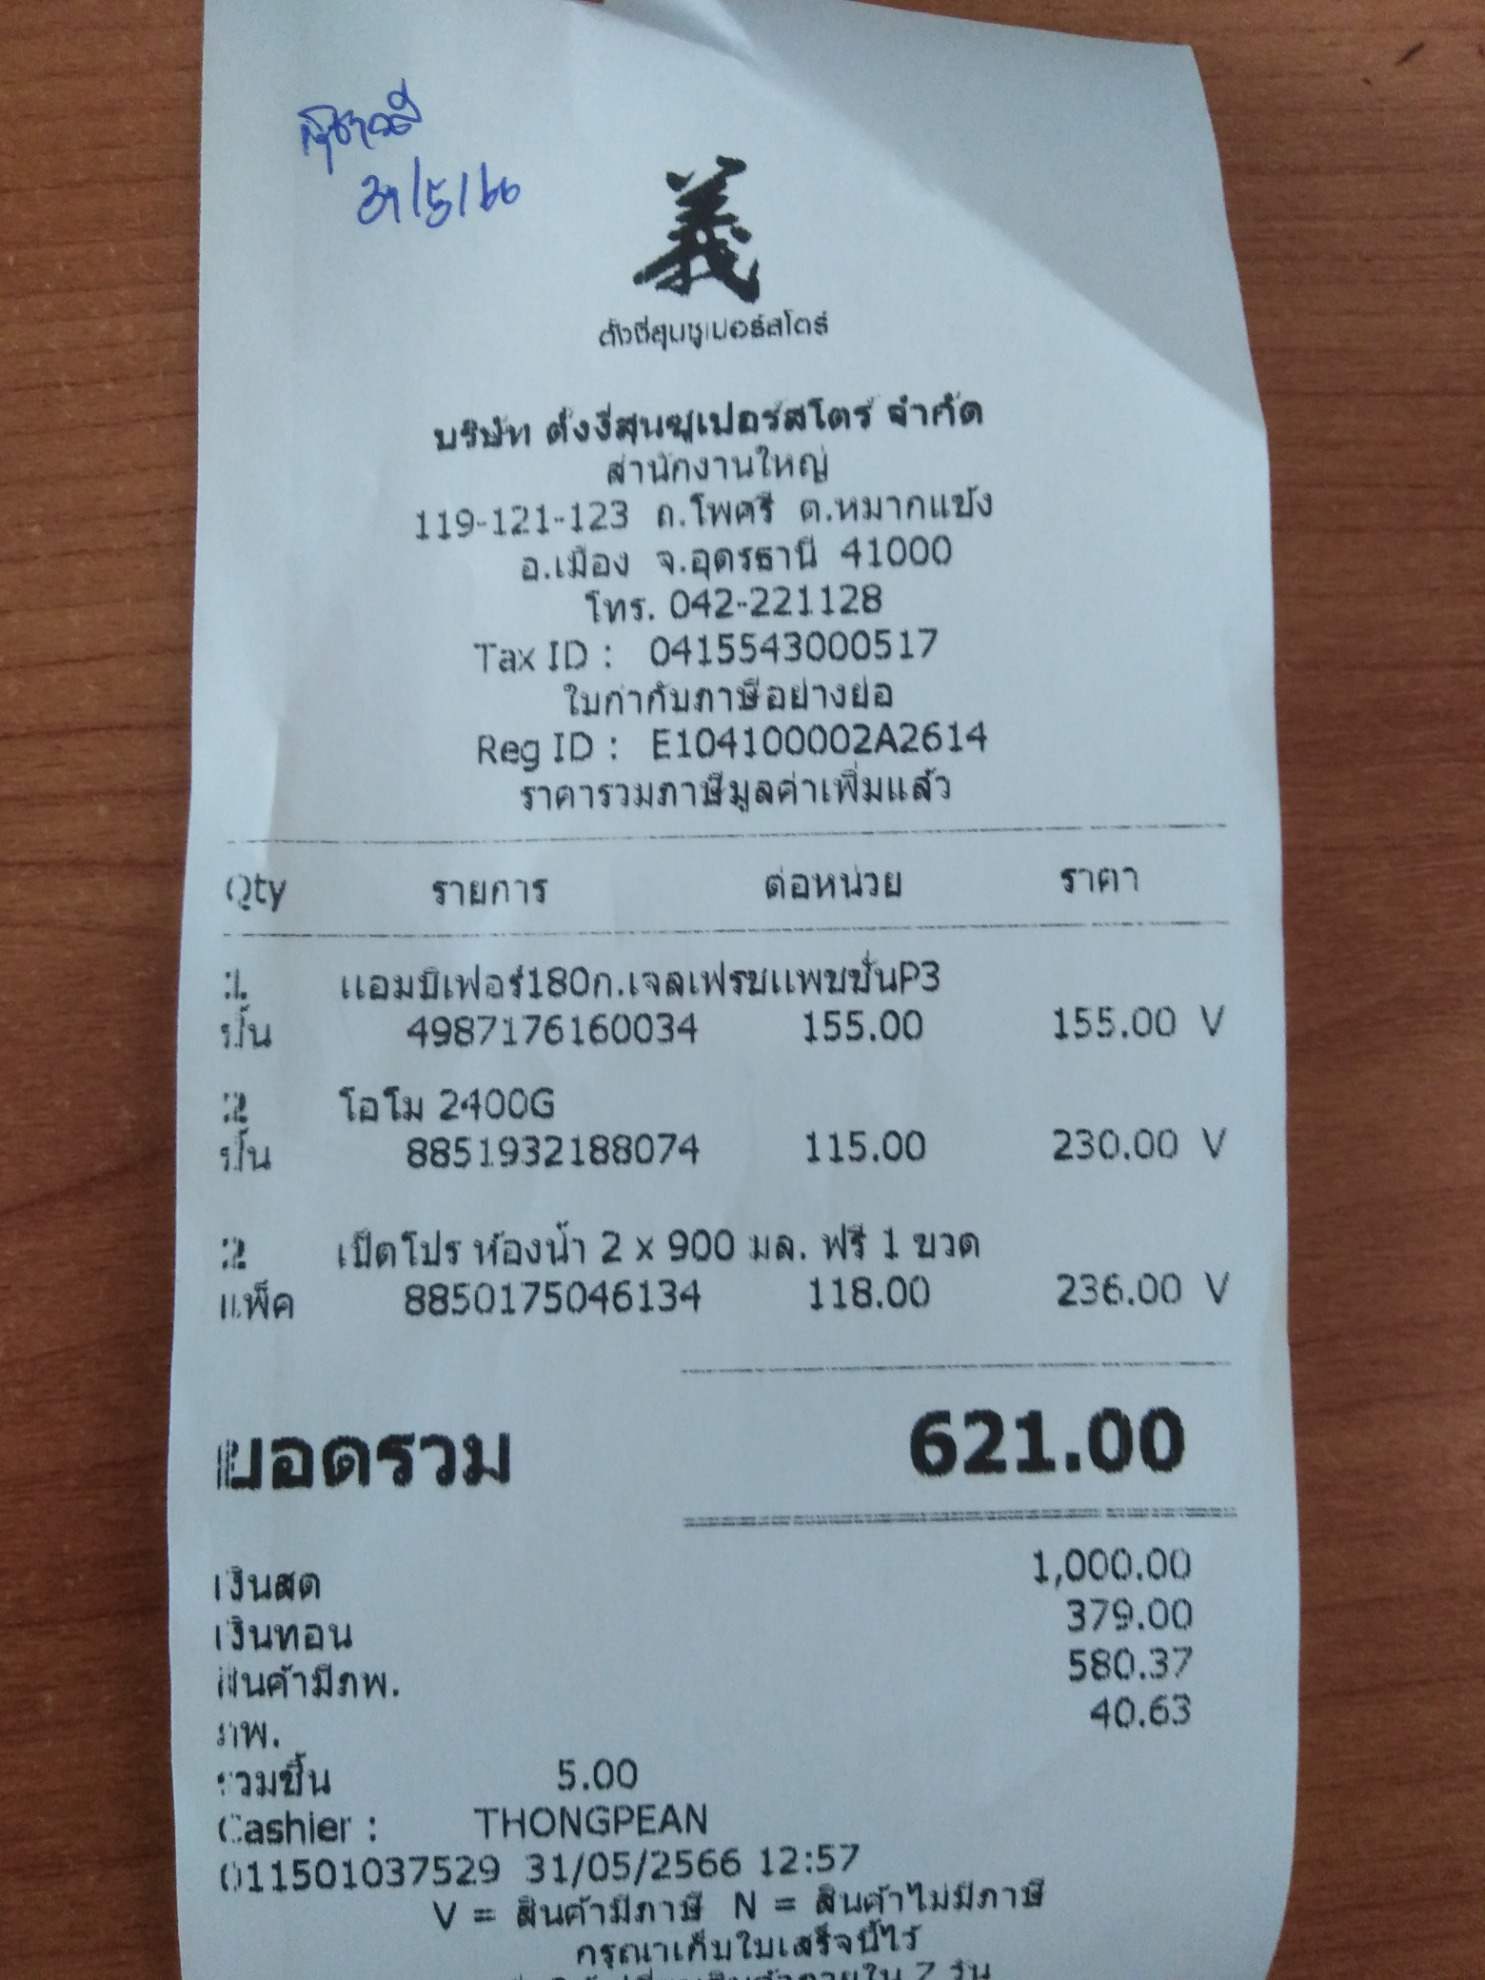 31/5/66
義
ตั้งงี่สุนซูเปอร์สโตร์
บริษัท ตั้งงี่สุนซูเปอร์สโตร์ จำกัด
สำนักงานใหญ่
119-121-123 ถ.โพศรี ต.หมากแข้ง
อ.เมือง จ.อุดรธานี 41000
โทร. 042-221128
Tax ID : 0415543000517
ใบกำกับภาษีอย่างย่อ
Reg ID : E104100002A2614
ราคารวมภาษีมูลค่าเพิ่มแล้ว
Qty รายการ ต่อหน่วย ราคา
1 แอมบิเฟอร์180ก.เจลเฟรชแพชชั่นP3
ชิ้น 4987176160034 155.00 155.00 V
2 โอโม 2400G
ชิ้น 8851932188074 115.00 230.00 V
2 เป็ดโปร ห้องน้ำ 2 x 900 มล. ฟรี 1 ขวด
แพ็ค 8850175046134 118.00 236.00 V
ยอดรวม 621.00
เงินสด 1,000.00
เงินทอน 379.00
สินค้ามีภพ. 580.37
ภพ. 40.63
รวมชิ้น 5.00
Cashier : THONGPEAN
011501037529 31/05/2566 12:57
V = สินค้ามีภาษี N = สินค้าไม่มีภาษี
กรุณาเก็บใบเสร็จนี้ไว้
ภายใน 7 วัน